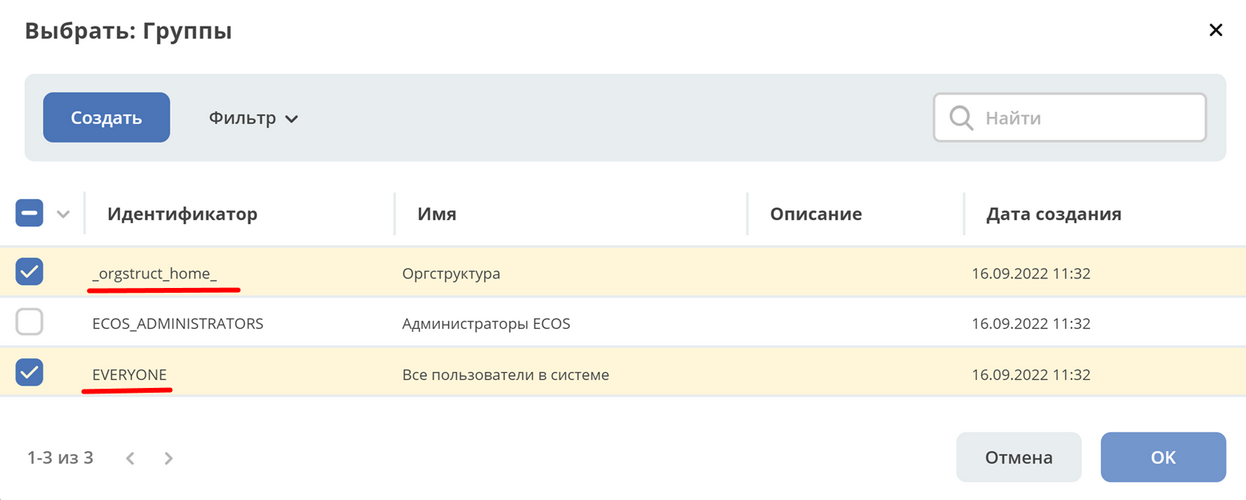 Выбрать: Группы
Создать Фильтр Найти
Идентификатор Имя Описание Дата создания
_orgstruct_home_ Оргструктура 16.09.2022 11:32
ECOS_ADMINISTRATORS Администраторы ECOS 16.09.2022 11:32
EVERYONE Все пользователи в системе 16.09.2022 11:32
1-3 из 3 Отмена OK